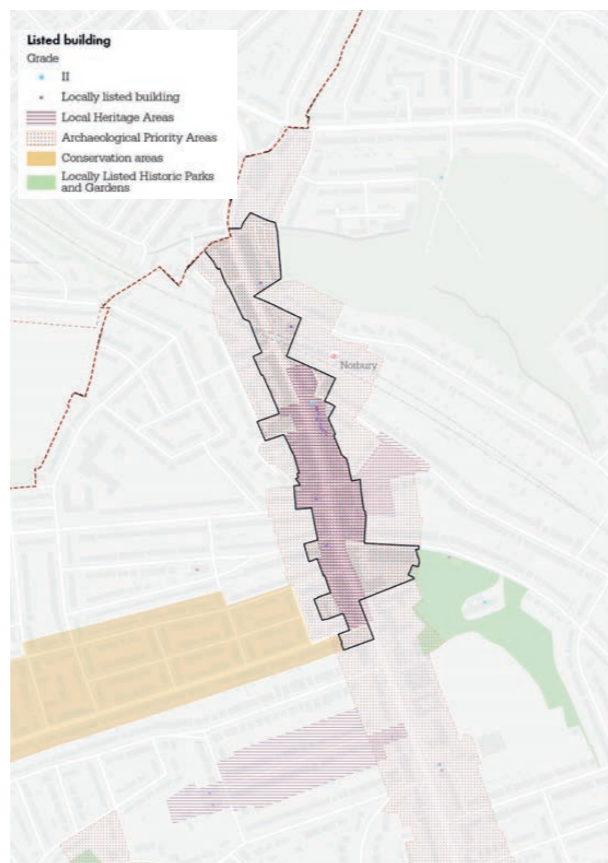 Listed building
Grade
II
Locally listed building
Local Heritage Areas
Archaeological Priority Areas
Conservation areas
Locally Listed Historic Parks
and Gardens
Norbury